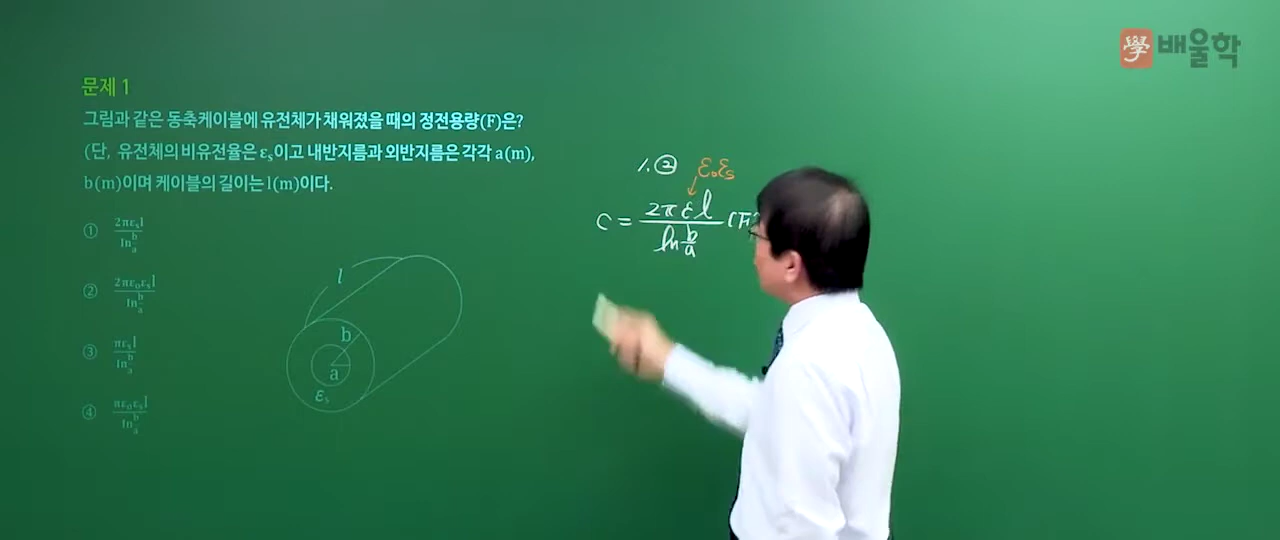 學 배울학
문제 1
그림과 같은 동축케이블에 유전체가 채워졌을 때의 정전용량(F)은?
(단, 유전체의 비유전율은 εs이고 내반지름과 외반지름은 각각 a(m),
b(m)이며 케이블의 길이는 l(m)이다.
① 2πεsl / ln b/a
② 2πε0εsl / ln b/a
③ πεsl / ln b/a
④ πε0εsl / ln b/a
l
b
a
εs
1. ② ε0εs
C = 2πεl / ln b/a (F)